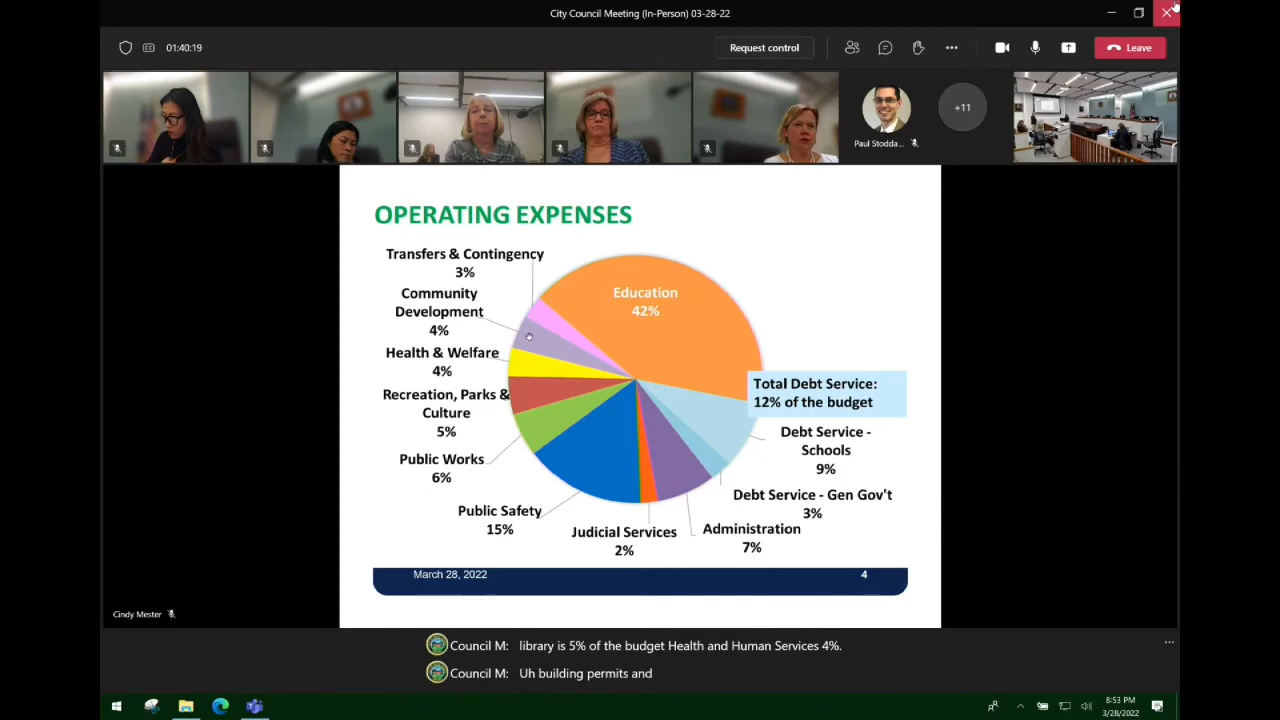 City Council Meeting (In-Person) 03-28-22
01:40:19
Request control
Leave
+11
Paul Stodda...
OPERATING EXPENSES
Transfers & Contingency
3%
Community
Development
4%
Health & Welfare
4%
Recreation, Parks &
Culture
5%
Public Works
6%
Public Safety
15%
Judicial Services
2%
Administration
7%
Debt Service - Gen Gov't
3%
Debt Service -
Schools
9%
Total Debt Service:
12% of the budget
Education
42%
March 28, 2022
4
Cindy Mester
Council M: library is 5% of the budget Health and Human Services 4%.
Council M: Uh building permits and
8:53 PM
3/28/2022